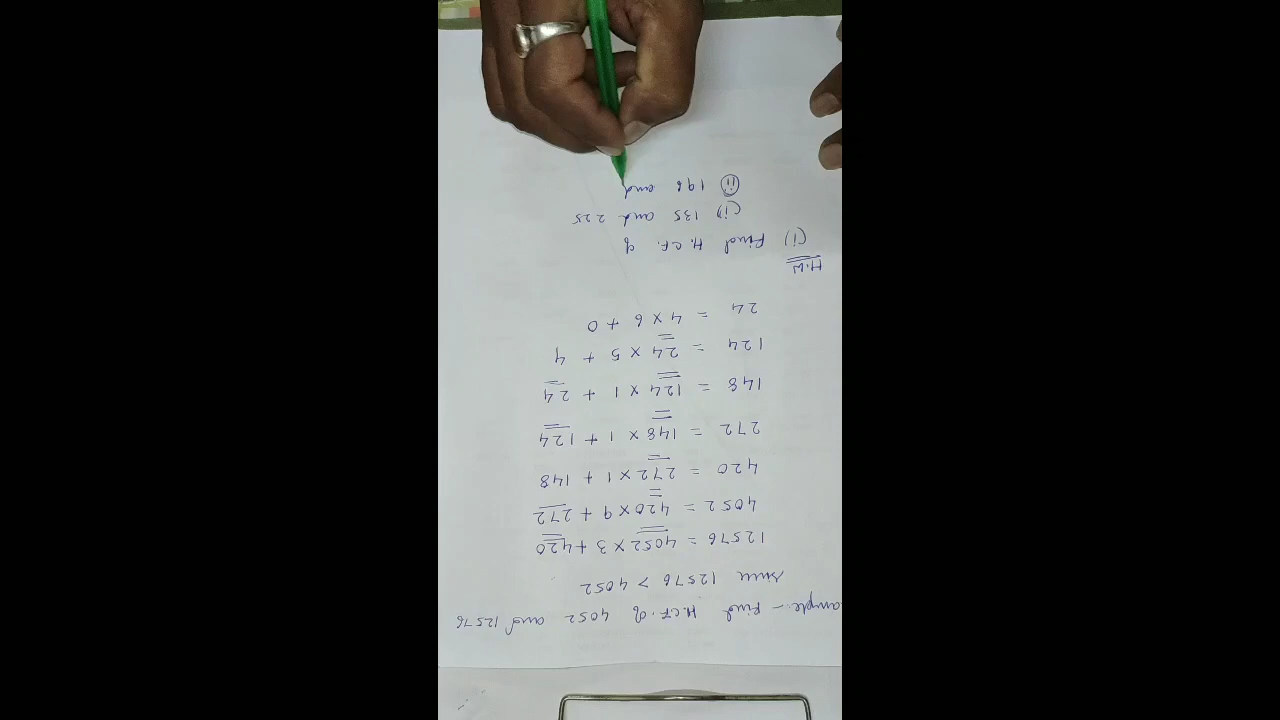 ample:- Find H.C.F. of 4052 and 12576
since 12576 > 4052
12576 = 4052 × 3 + 420
4052 = 420 × 9 + 272
420 = 272 × 1 + 148
272 = 148 × 1 + 124
148 = 124 × 1 + 24
124 = 24 × 5 + 4
24 = 4 × 6 + 0
H.W
(i) Find H.C.F. of
(i) 135 and 225
(ii) 196 and